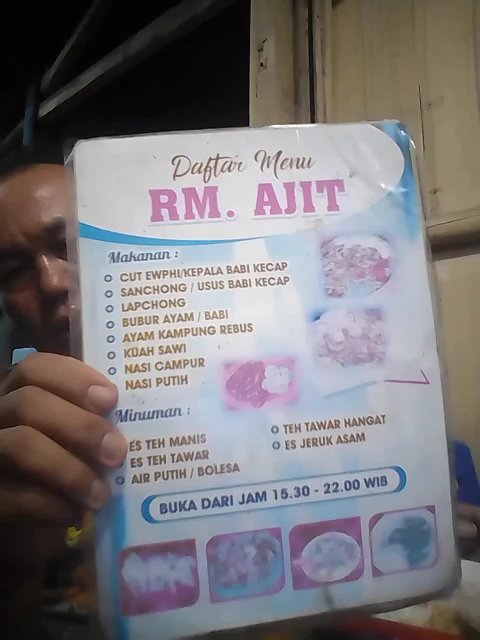 Daftar Menu
RM. AJIT
Makanan :
CUT EWPHI/KEPALA BABI KECAP
SANCHONG / USUS BABI KECAP
LAPCHONG
BUBUR AYAM / BABI
AYAM KAMPUNG REBUS
KUAH SAWI
NASI CAMPUR
NASI PUTIH
Minuman :
ES TEH MANIS
ES TEH TAWAR
AIR PUTIH / BOLESA
TEH TAWAR HANGAT
ES JERUK ASAM
BUKA DARI JAM 15.30 - 22.00 WIB